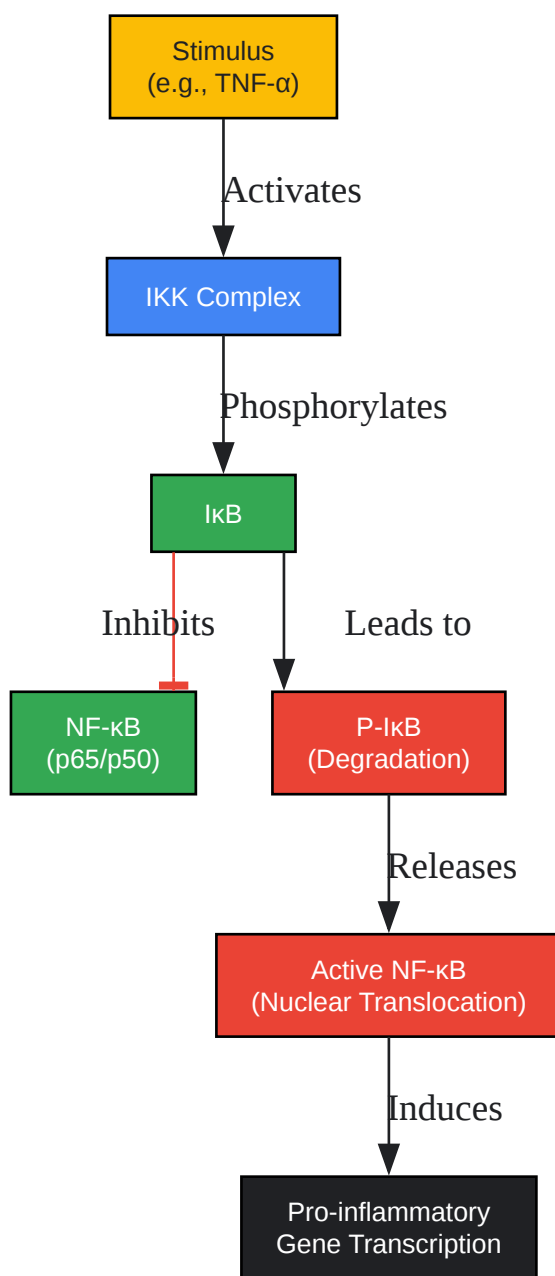 Stimulus
(e.g., TNF-α)
Activates
IKK Complex
Phosphorylates
IκB
Inhibits
Leads to
NF-κB
(p65/p50)
P-IκB
(Degradation)
Releases
Active NF-κB
(Nuclear Translocation)
Induces
Pro-inflammatory
Gene Transcription